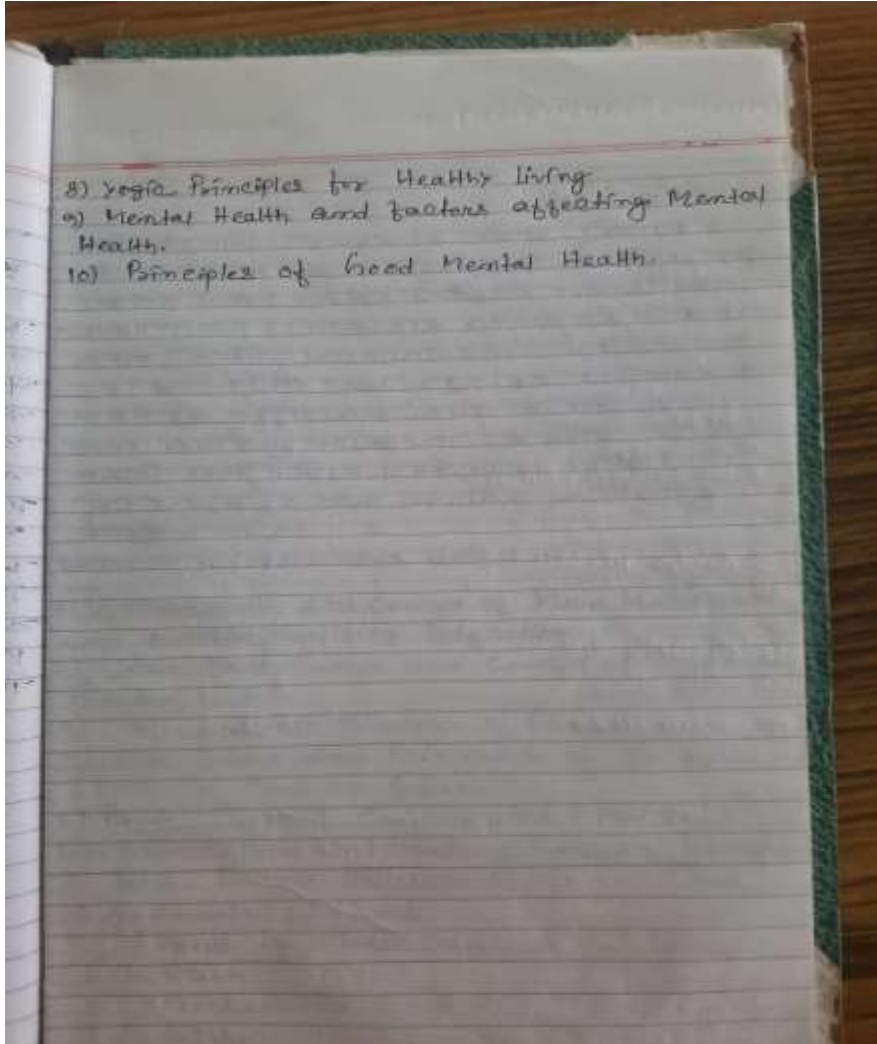 8) Yogic Principles for Healthy living
9) Mental Health and factors affecting Mental
Health.
10) Principles of Good Mental Health.